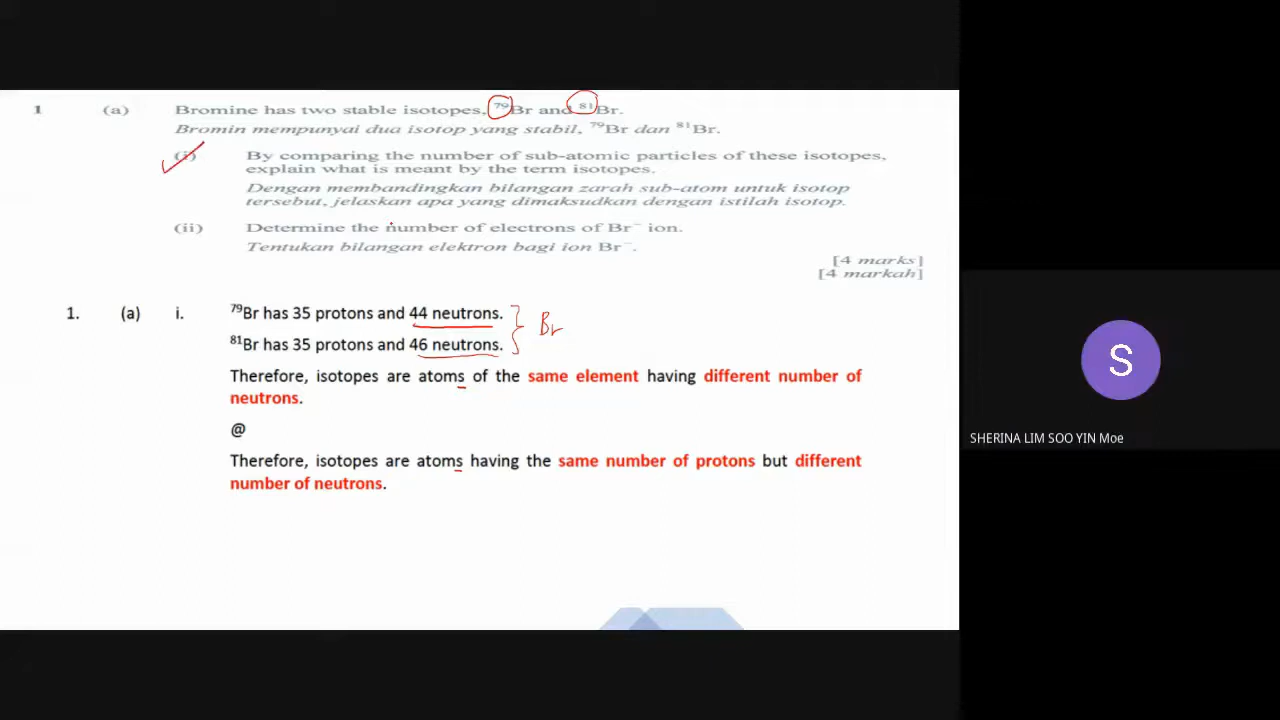 1 (a) Bromine has two stable isotopes, ⁷⁹Br and ⁸¹Br.
Bromin mempunyai dua isotop yang stabil, ⁷⁹Br dan ⁸¹Br.
(i) By comparing the number of sub-atomic particles of these isotopes,
explain what is meant by the term isotopes.
Dengan membandingkan bilangan zarah sub-atom untuk isotop
tersebut, jelaskan apa yang dimaksudkan dengan istilah isotop.
(ii) Determine the number of electrons of Br⁻ ion.
Tentukan bilangan elektron bagi ion Br⁻.
[4 marks]
[4 markah]
1. (a) i. ⁷⁹Br has 35 protons and 44 neutrons.
Br
⁸¹Br has 35 protons and 46 neutrons.
Therefore, isotopes are atoms of the same element having different number of
neutrons.
@
Therefore, isotopes are atoms having the same number of protons but different
number of neutrons.
S
SHERINA LIM SOO YIN Moe